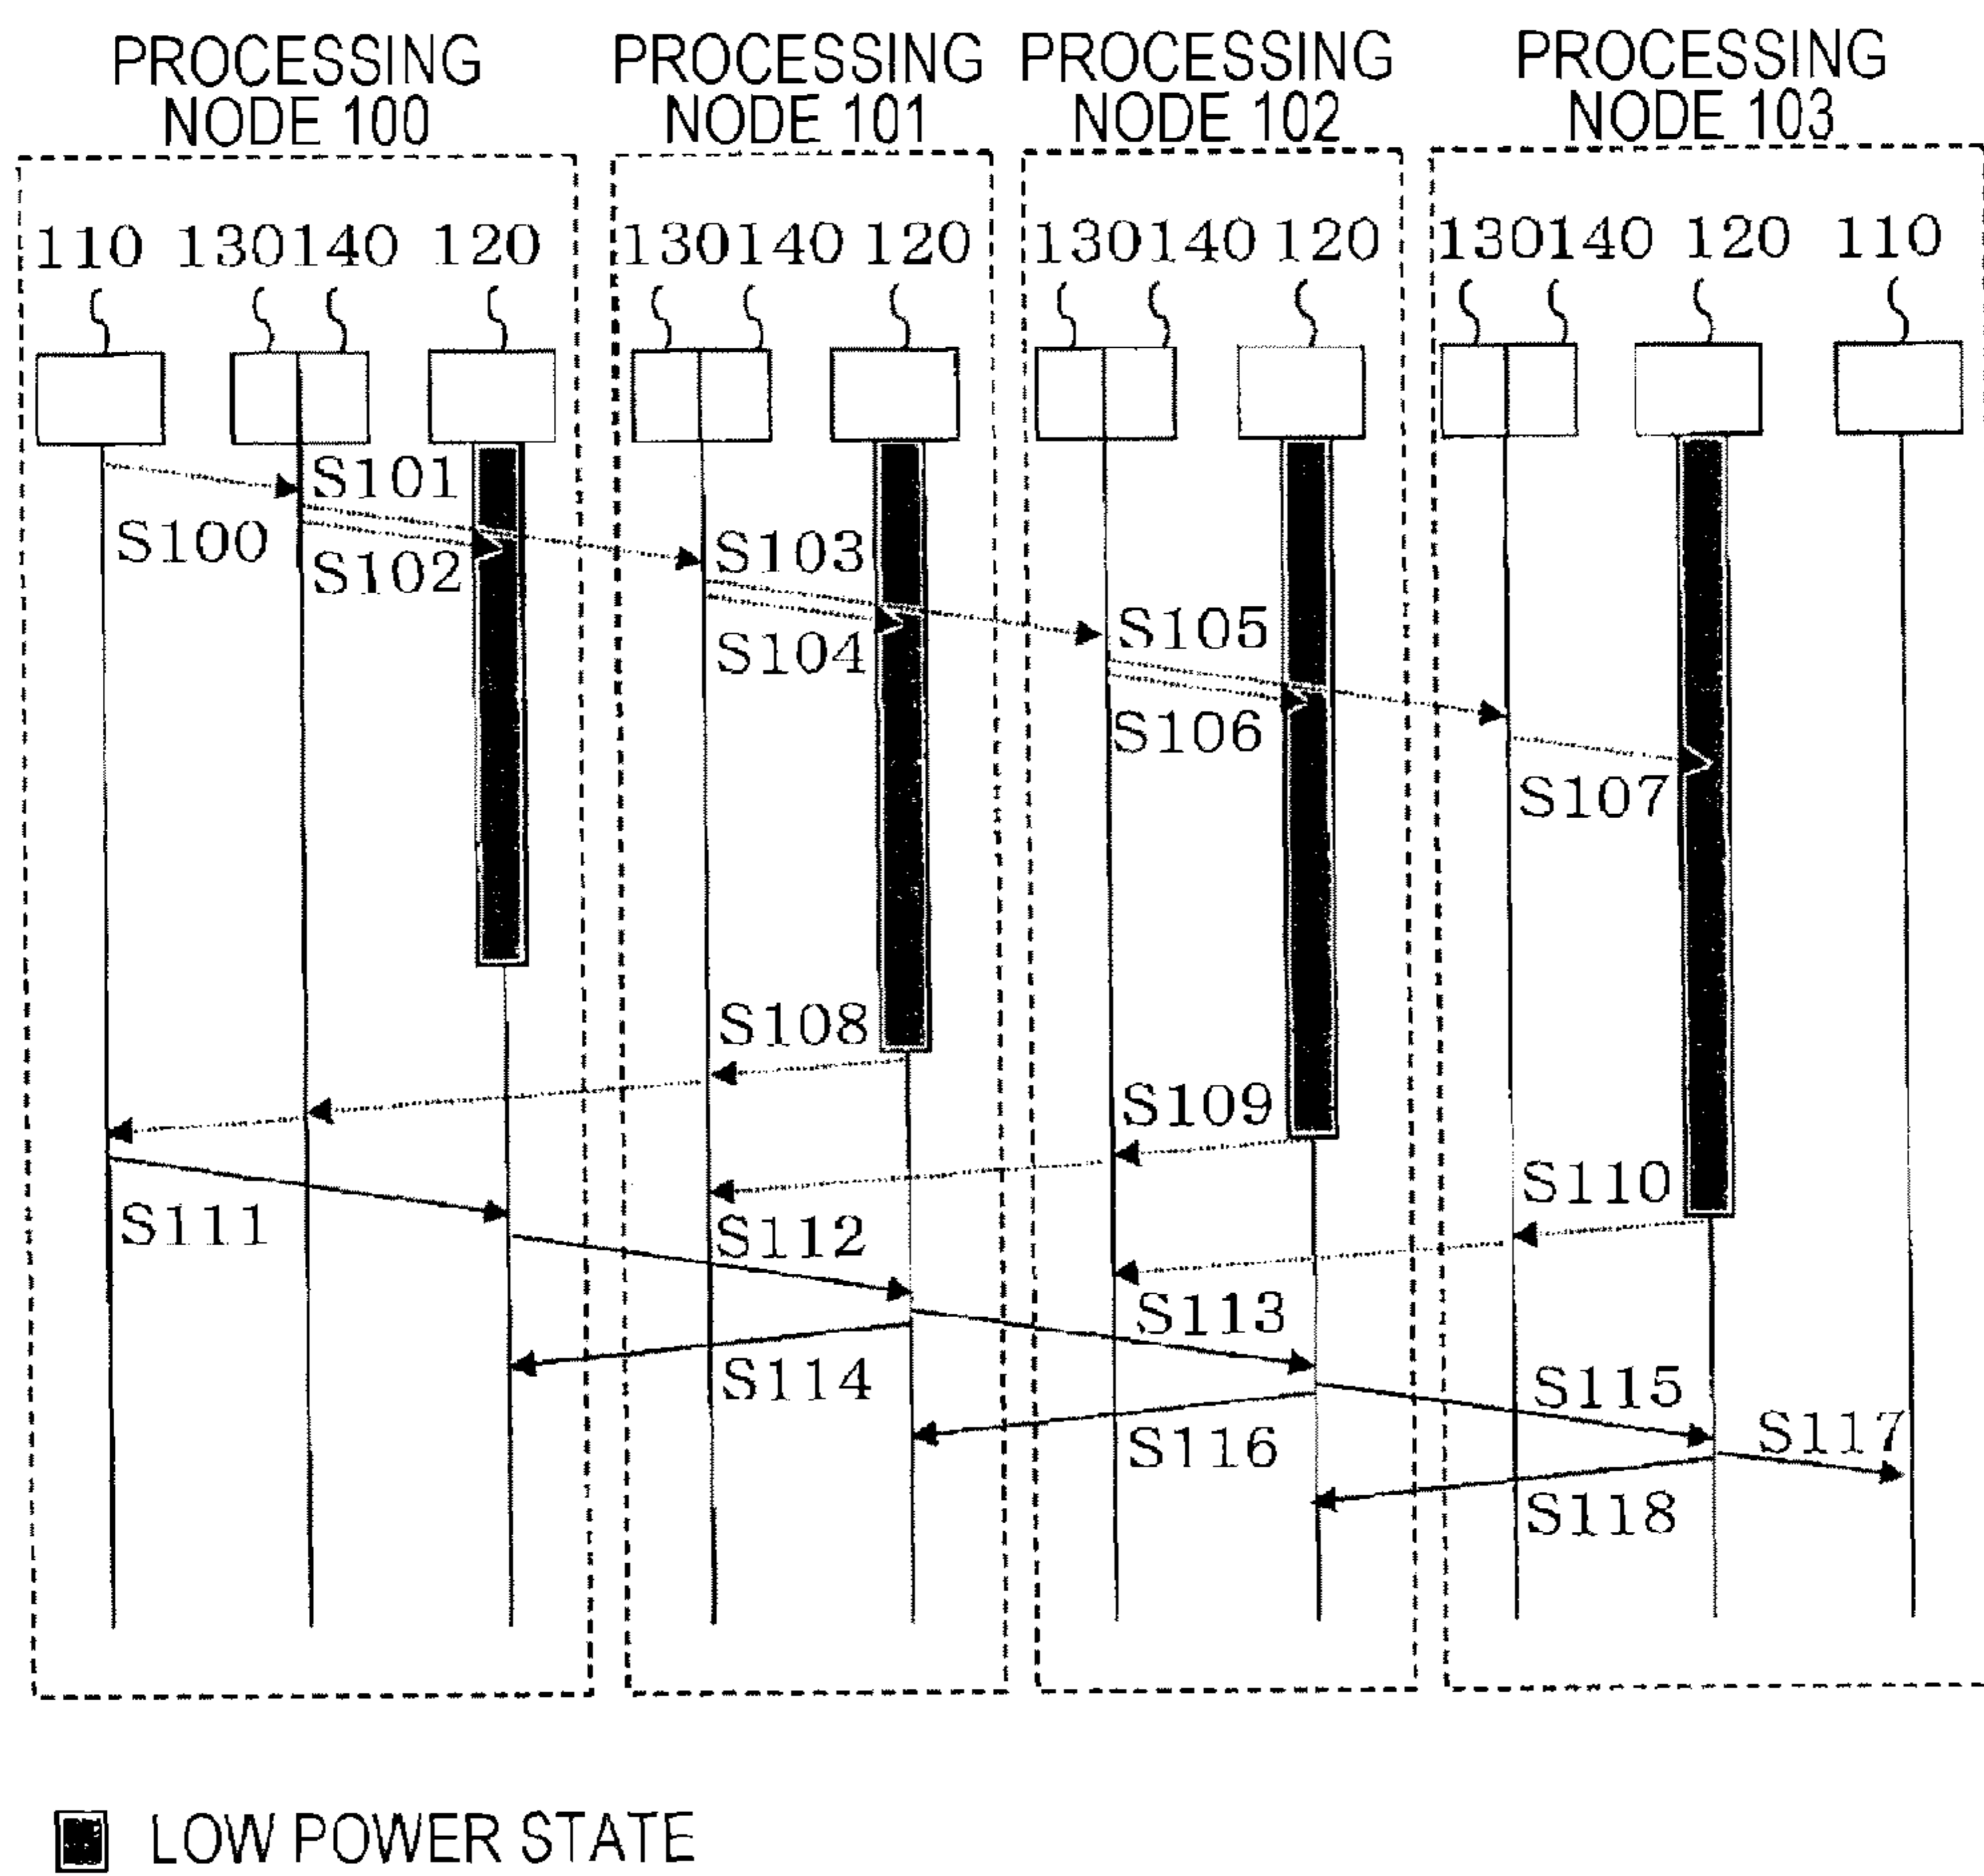 PROCESSING NODE 100
PROCESSING NODE 101
PROCESSING NODE 102
PROCESSING NODE 103
110 130 140 120
130 140 120
130 140 120
130 140 120 110
S101
S100
S102
S103
S104
S105
S106
S107
S108
S109
S110
S111
S112
S113
S114
S115
S116
S117
S118
LOW POWER STATE